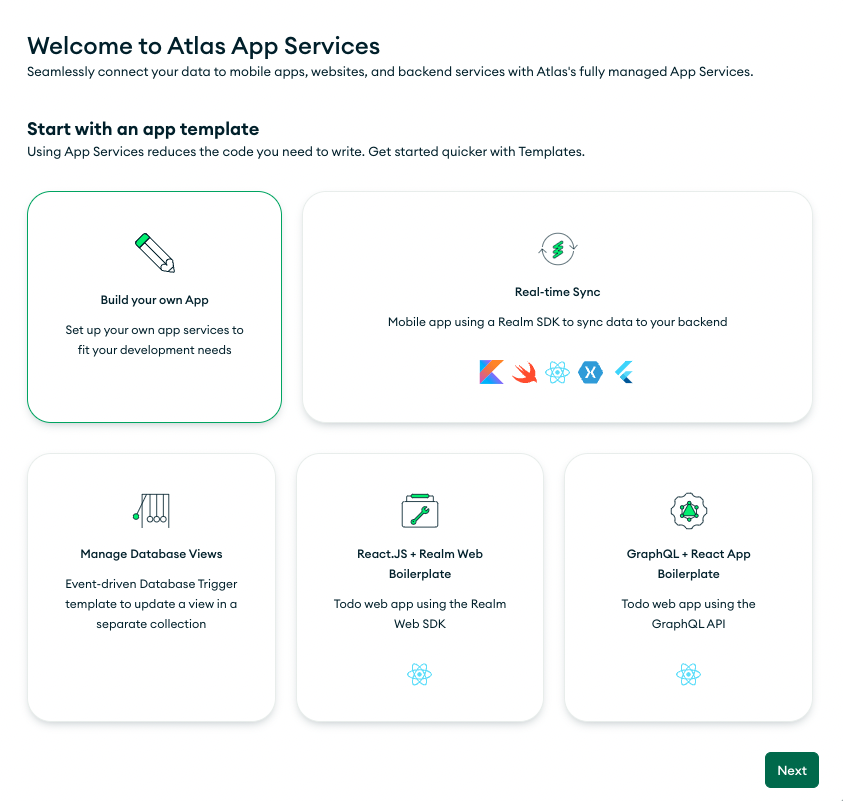 Welcome to Atlas App Services
Seamlessly connect your data to mobile apps, websites, and backend services with Atlas's fully managed App Services.
Start with an app template
Using App Services reduces the code you need to write. Get started quicker with Templates.
Build your own App
Set up your own app services to
fit your development needs
Real-time Sync
Mobile app using a Realm SDK to sync data to your backend
Manage Database Views
Event-driven Database Trigger
template to update a view in a
separate collection
React.JS + Realm Web
Boilerplate
Todo web app using the Realm
Web SDK
GraphQL + React App
Boilerplate
Todo web app using the
GraphQL API
Next